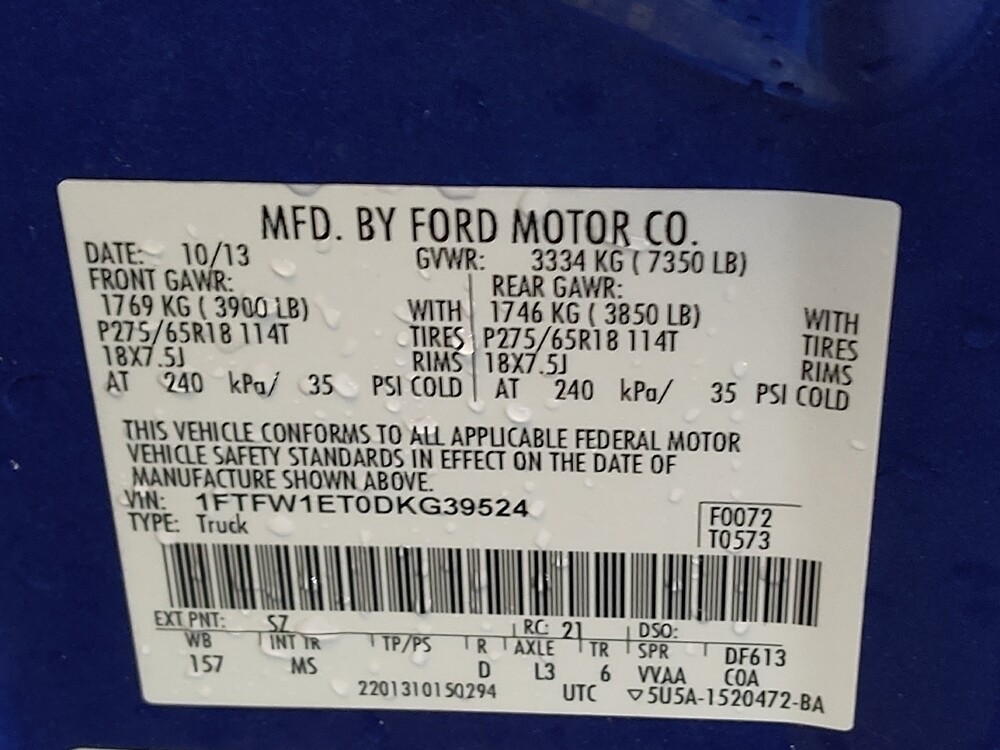 MFD. BY FORD MOTOR CO.
DATE: 10/13 GVWR: 3334 KG ( 7350 LB)
FRONT GAWR: REAR GAWR:
1769 KG ( 3900 LB) WITH 1746 KG ( 3850 LB) WITH
P275/65R18 114T TIRES P275/65R18 114T TIRES
18X7.5J RIMS 18X7.5J RIMS
AT 240 kPa/ 35 PSI COLD AT 240 kPa/ 35 PSI COLD
THIS VEHICLE CONFORMS TO ALL APPLICABLE FEDERAL MOTOR
VEHICLE SAFETY STANDARDS IN EFFECT ON THE DATE OF
MANUFACTURE SHOWN ABOVE.
VIN: 1FTFW1ET0DKG39524
TYPE: Truck
F0072
T0573
EXT PNT: SZ RC: 21 DSO:
WB INT TR TP/PS R AXLE TR SPR DF613
157 MS D L3 6 VVAA COA
2201310150294 UTC ▽5U5A-1520472-BA